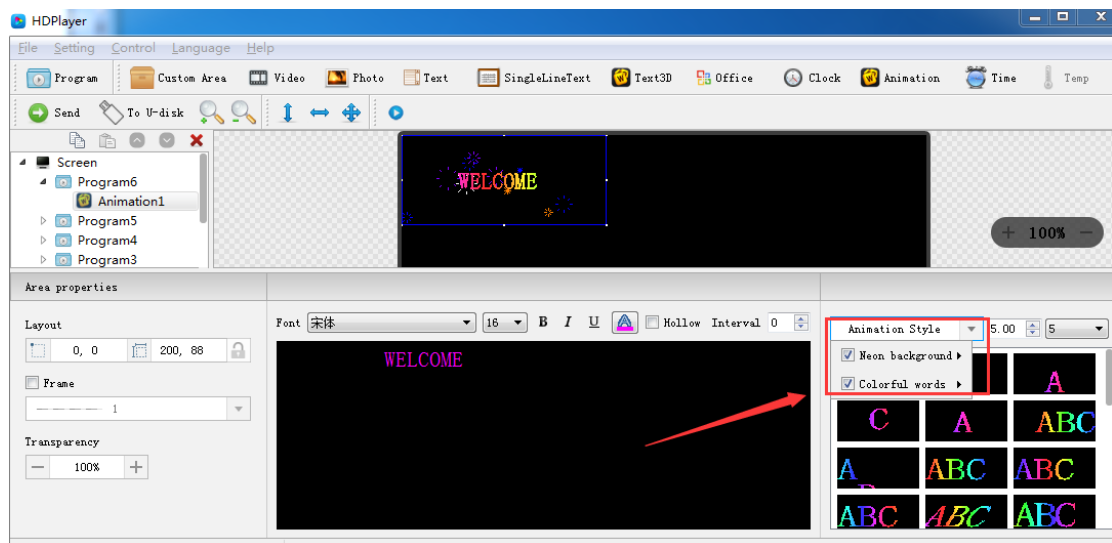 HDPlayer
File Setting Control Language Help
Program Custom Area Video Photo Text SingleLineText Text3D Office Clock Animation Time Temp
Send To U-disk
Screen
Program6
Animation1
Program5
Program4
Program3
WELCOME
+ 100% −
Area properties
Layout
0, 0 200, 88
Frame
1
Transparency
— 100% +
Font 宋体 16 B I U A Hollow Interval 0
WELCOME
Animation Style 5.00 5
Neon background
Colorful words
A
C A ABC
A B ABC ABC
ABC ABC ABC